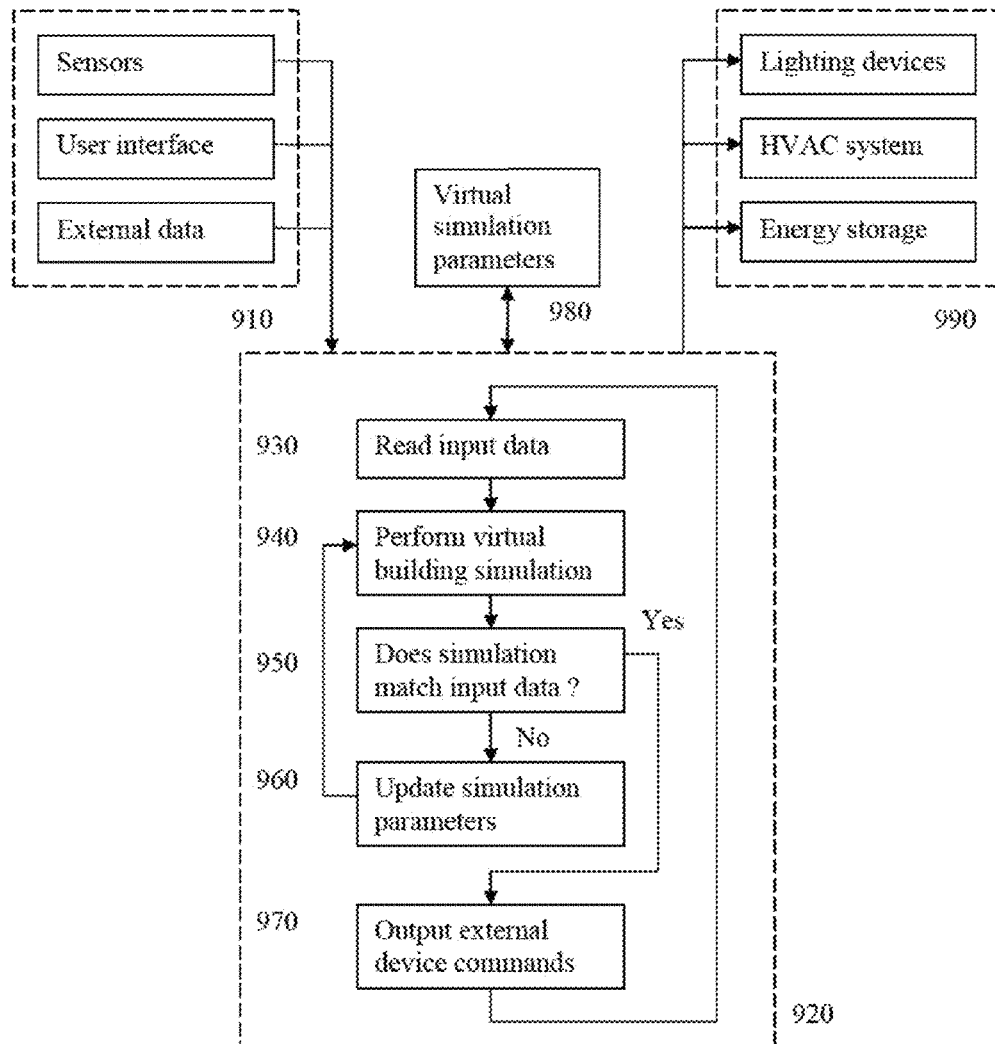 Sensors
User interface
External data
910
Virtual
simulation
parameters
980
Lighting devices
HVAC system
Energy storage
990
930
Read input data
940
Perform virtual
building simulation
Yes
950
Does simulation
match input data ?
No
960
Update simulation
parameters
970
Output external
device commands
920